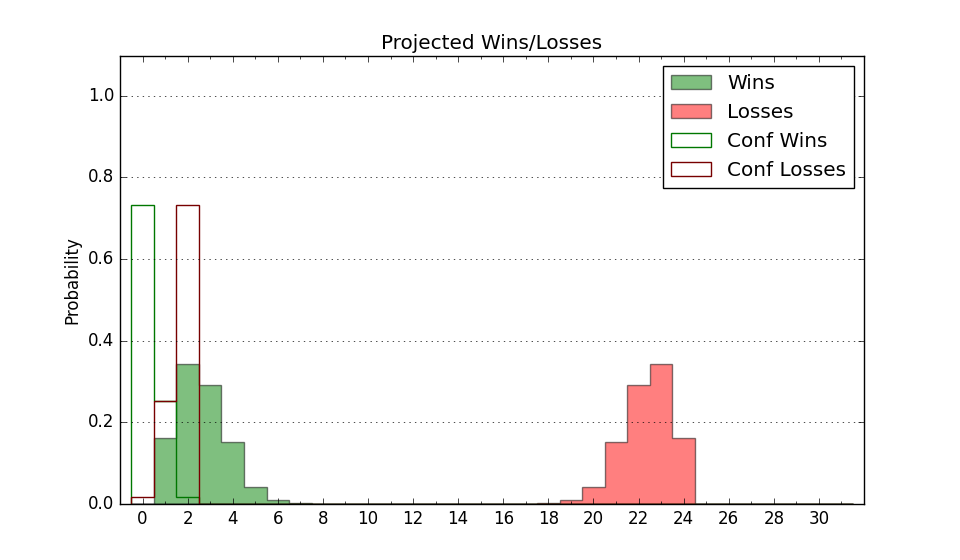 Projected Wins/Losses
Wins
Losses
Conf Wins
Conf Losses
Probability
1.0
0.8
0.6
0.4
0.2
0.0
0 2 4 6 8 10 12 14 16 18 20 22 24 26 28 30